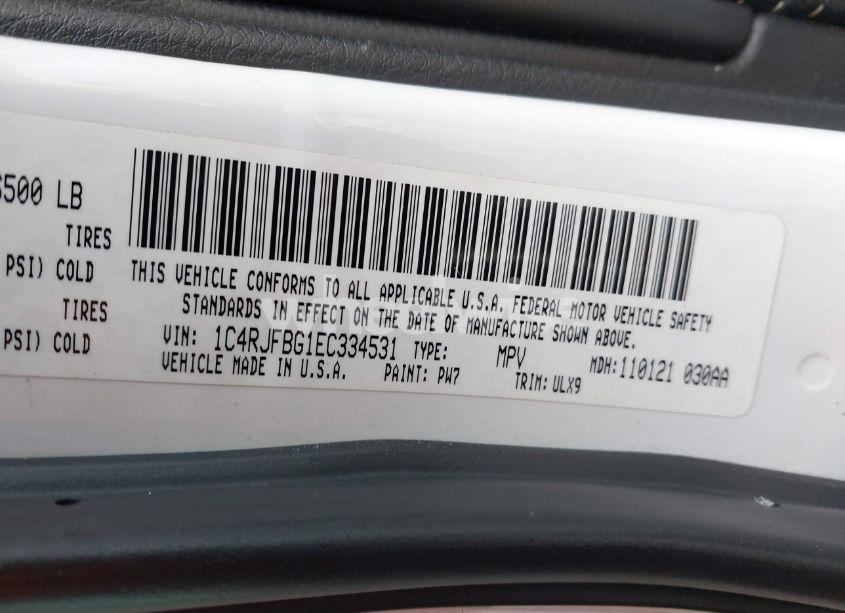 6500 LB
TIRES
PSI) COLD
TIRES
PSI) COLD
THIS VEHICLE CONFORMS TO ALL APPLICABLE U.S.A. FEDERAL MOTOR VEHICLE SAFETY
STANDARDS IN EFFECT ON THE DATE OF MANUFACTURE SHOWN ABOVE.
VIN: 1C4RJFBG1EC334531 TYPE: MPV MDH:110121 030AA
VEHICLE MADE IN U.S.A. PAINT: PW7 TRIM: ULX9